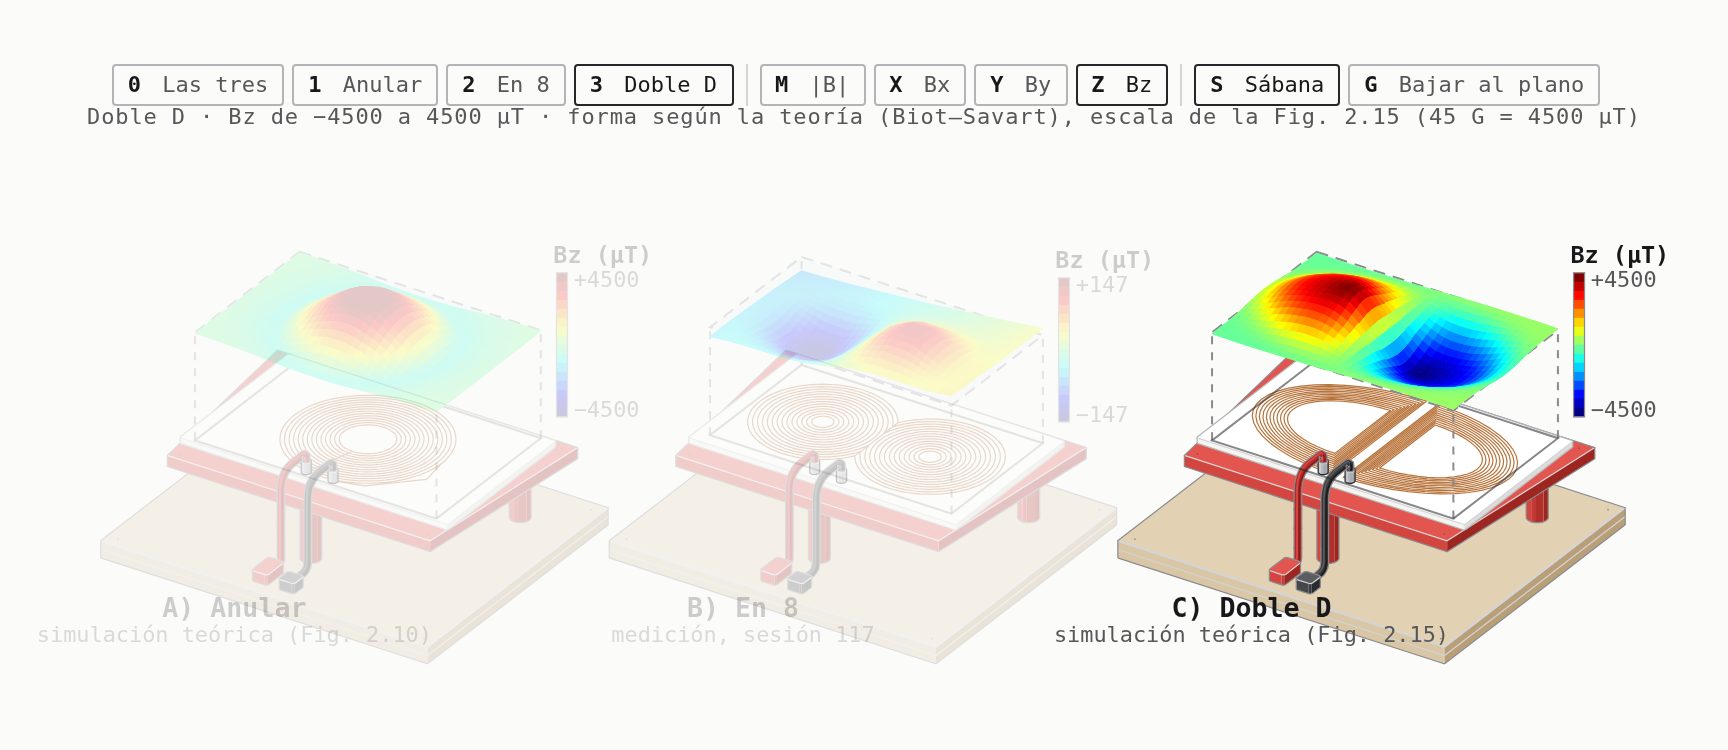 0 Las tres 1 Anular 2 En 8 3 Doble D M |B| X Bx Y By Z Bz S Sábana G Bajar al plano
Doble D · Bz de −4500 a 4500 µT · forma según la teoría (Biot–Savart), escala de la Fig. 2.15 (45 G = 4500 µT)
Bz (µT)
+4500
−4500
Bz (µT)
+147
−147
Bz (µT)
+4500
−4500
A) Anular
simulación teórica (Fig. 2.10)
B) En 8
medición, sesión 117
C) Doble D
simulación teórica (Fig. 2.15)